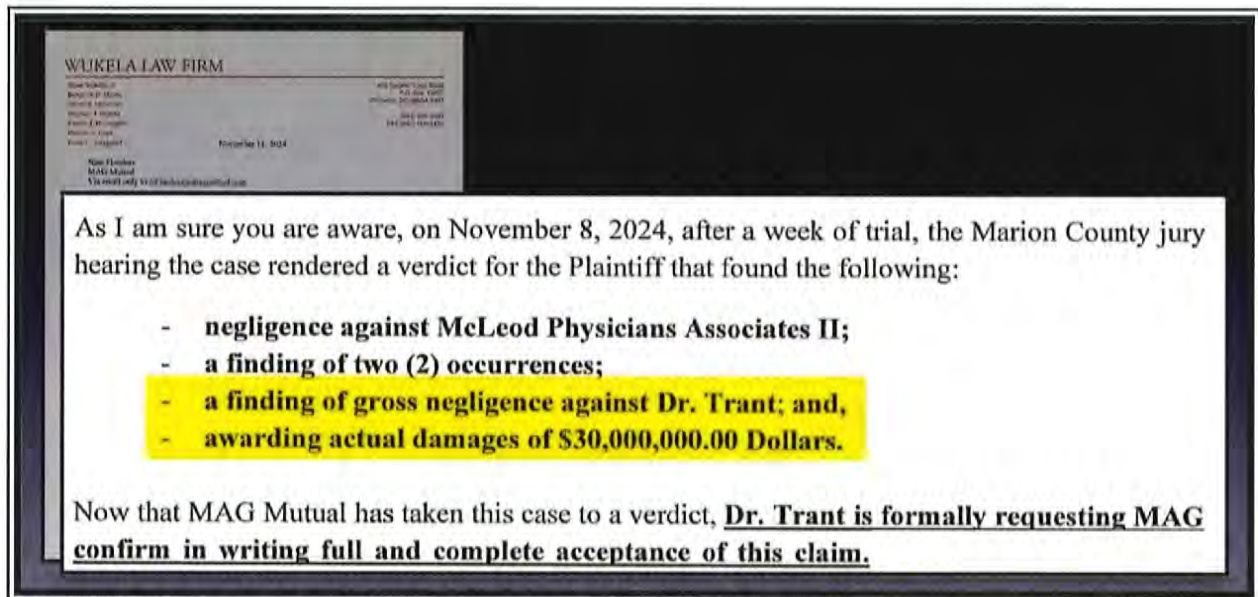 WUKELA LAW FIRM
November 11, 2024
MAG Mutual
As I am sure you are aware, on November 8, 2024, after a week of trial, the Marion County jury
hearing the case rendered a verdict for the Plaintiff that found the following:
- negligence against McLeod Physicians Associates II;
- a finding of two (2) occurrences;
- a finding of gross negligence against Dr. Trant; and,
- awarding actual damages of $30,000,000.00 Dollars.
Now that MAG Mutual has taken this case to a verdict, Dr. Trant is formally requesting MAG
confirm in writing full and complete acceptance of this claim.